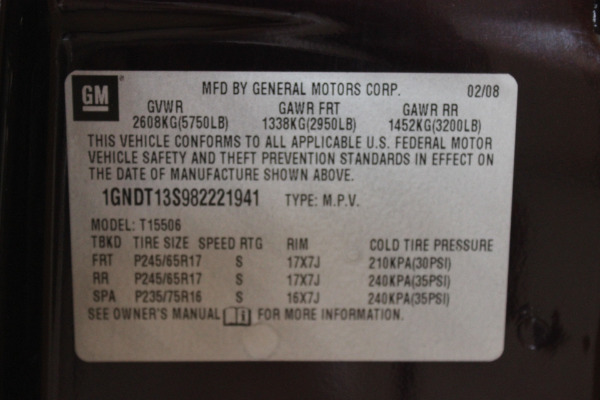 GM MFD BY GENERAL MOTORS CORP. 02/08
GVWR GAWR FRT GAWR RR
2608KG(5750LB) 1338KG(2950LB) 1452KG(3200LB)
THIS VEHICLE CONFORMS TO ALL APPLICABLE U.S. FEDERAL MOTOR
VEHICLE SAFETY AND THEFT PREVENTION STANDARDS IN EFFECT ON
THE DATE OF MANUFACTURE SHOWN ABOVE.
1GNDT13S982221941 TYPE: M.P.V.
MODEL: T15506
TBKD TIRE SIZE SPEED RTG RIM COLD TIRE PRESSURE
FRT P245/65R17 S 17X7J 210KPA(30PSI)
RR P245/65R17 S 17X7J 240KPA(35PSI)
SPA P235/75R16 S 16X7J 240KPA(35PSI)
SEE OWNER'S MANUAL i FOR MORE INFORMATION.